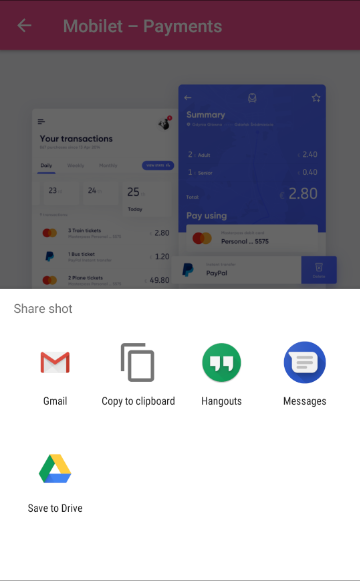 Mobilet – Payments
Your transactions
Daily
Weekly
Monthly
23
24
25
Today
3 Train tickets
2.80
1 Bus ticket
1.20
2 Plane tickets
49.80
Summary
2 Adult
2.40
1 Senior
0.40
Total
£ 2.80
Pay using
Personal ... 5575
PayPal
Share shot
Gmail
Copy to clipboard
Hangouts
Messages
Save to Drive